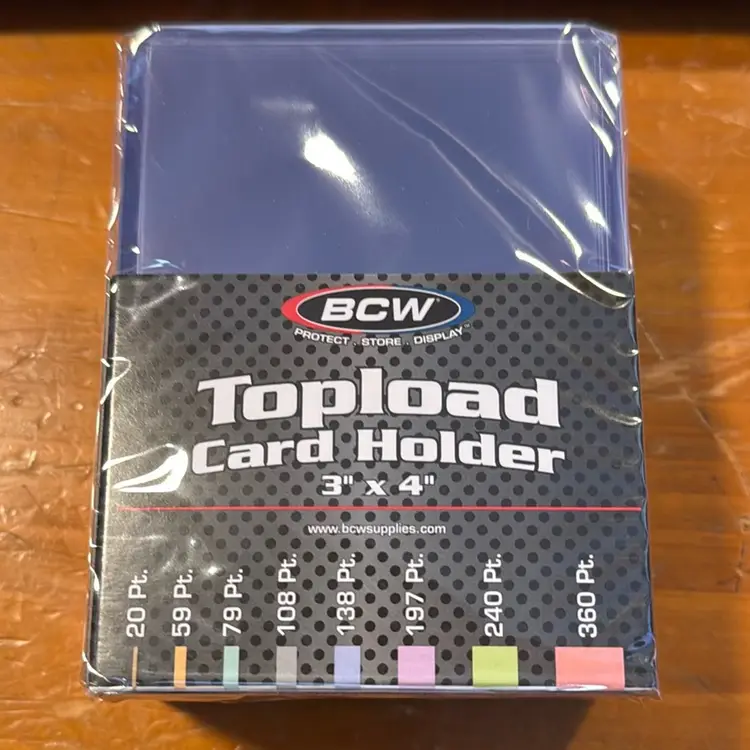 BCW
PROTECT . STORE . DISPLAY™
Topload
Card Holder
3" x 4"
www.bcwsupplies.com
20 Pt.
59 Pt.
79 Pt.
108 Pt.
138 Pt.
197 Pt.
240 Pt.
360 Pt.